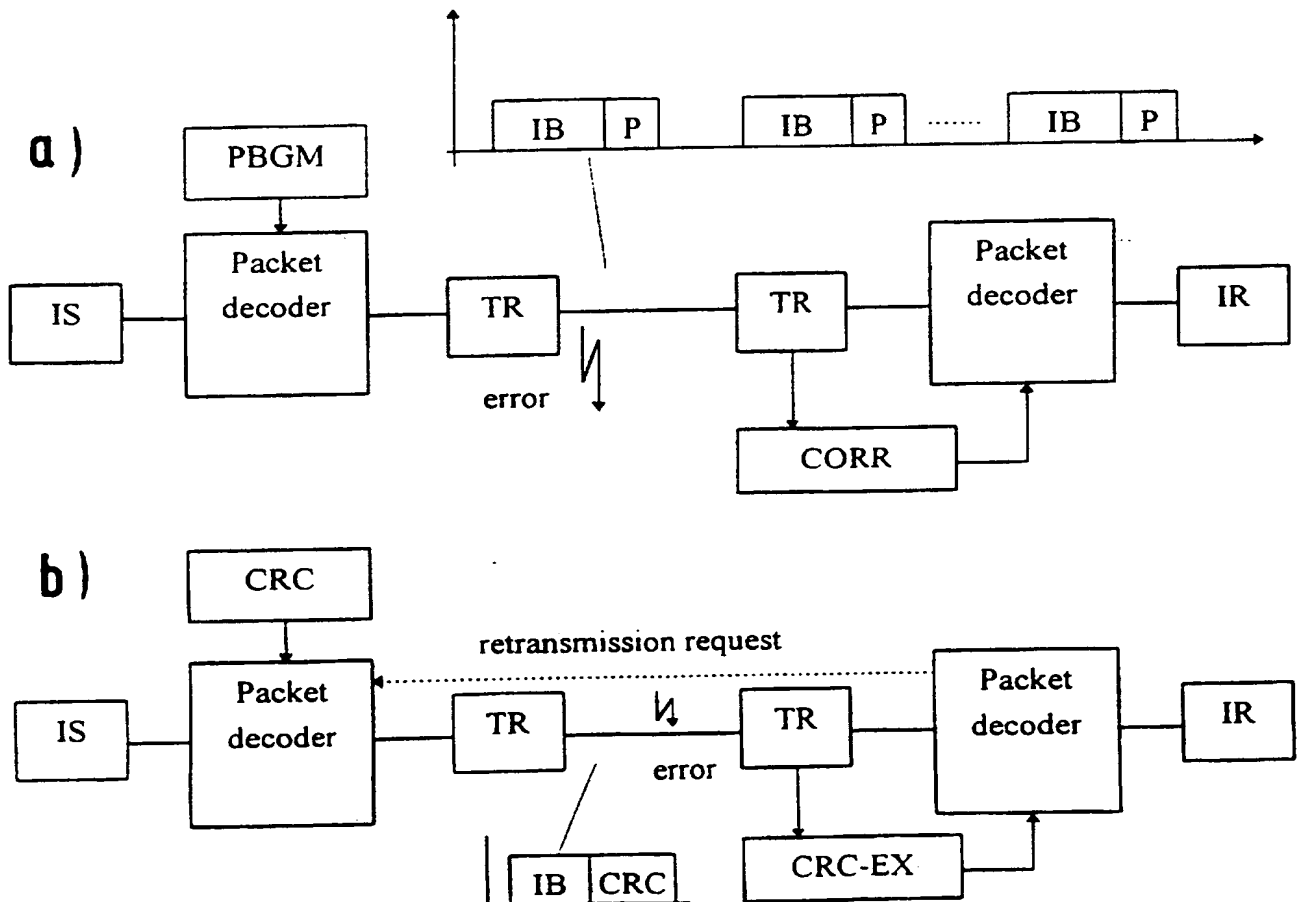 IB P IB P ........ IB P
a)
PBGM
Packet
decoder
Packet
decoder
IS
TR
TR
IR
error
CORR
b)
CRC
retransmission request
Packet
decoder
Packet
decoder
IS
TR
TR
IR
error
CRC-EX
IB CRC